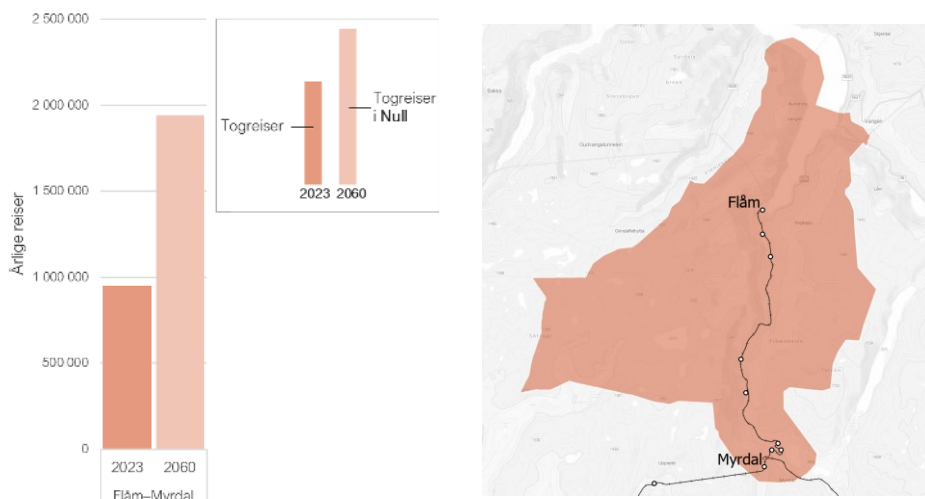 2 500 000
2 000 000
1 500 000
1 000 000
500 000
0
Årlige reiser
2023
2060
Flåm–Myrdal
Togreiser
Togreiser
i Null
2023
2060
Flåm
Myrdal